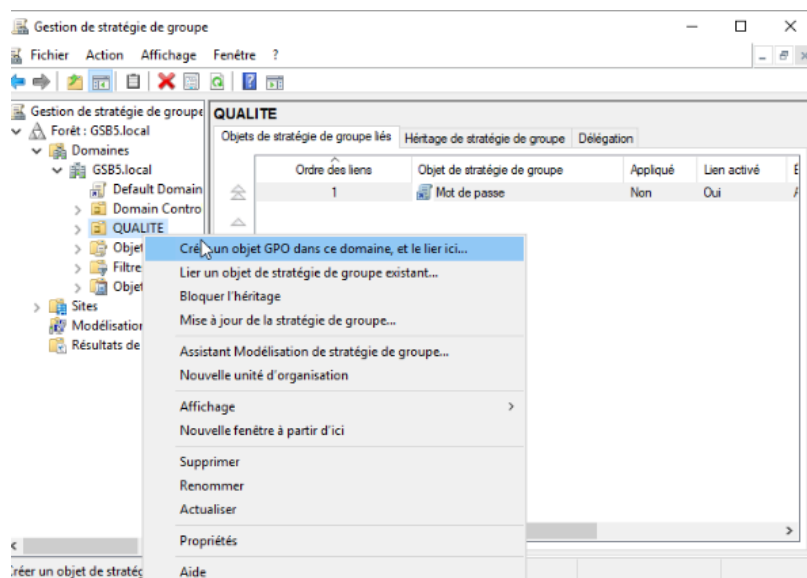 Gestion de stratégie de groupe
Fichier Action Affichage Fenêtre ?
Gestion de stratégie de groupe
Forêt : GSB5.local
Domaines
GSB5.local
Default Domain
Domain Contro
QUALITE
Objet
Filtre
Objet
Sites
Modélisation
Résultats de
QUALITE
Objets de stratégie de groupe liés Héritage de stratégie de groupe Délégation
Ordre des liens Objet de stratégie de groupe Appliqué Lien activé
1 Mot de passe Non Oui
Créer un objet GPO dans ce domaine, et le lier ici...
Lier un objet de stratégie de groupe existant...
Bloquer l'héritage
Mise à jour de la stratégie de groupe...
Assistant Modélisation de stratégie de groupe...
Nouvelle unité d'organisation
Affichage
Nouvelle fenêtre à partir d'ici
Supprimer
Renommer
Actualiser
Propriétés
Aide
réer un objet de stratég